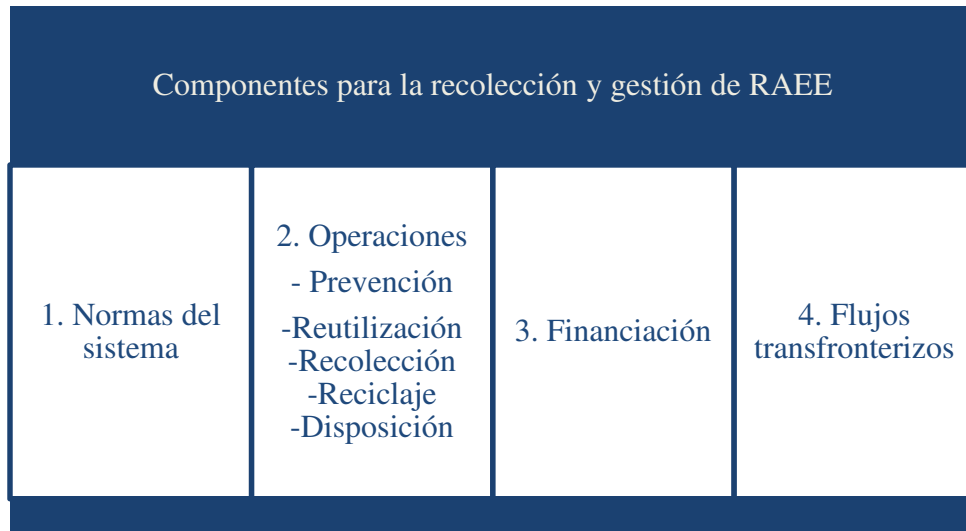 Componentes para la recolección y gestión de RAEE
1. Normas del
sistema
2. Operaciones
- Prevención
-Reutilización
-Recolección
-Reciclaje
-Disposición
3. Financiación
4. Flujos
transfronterizos